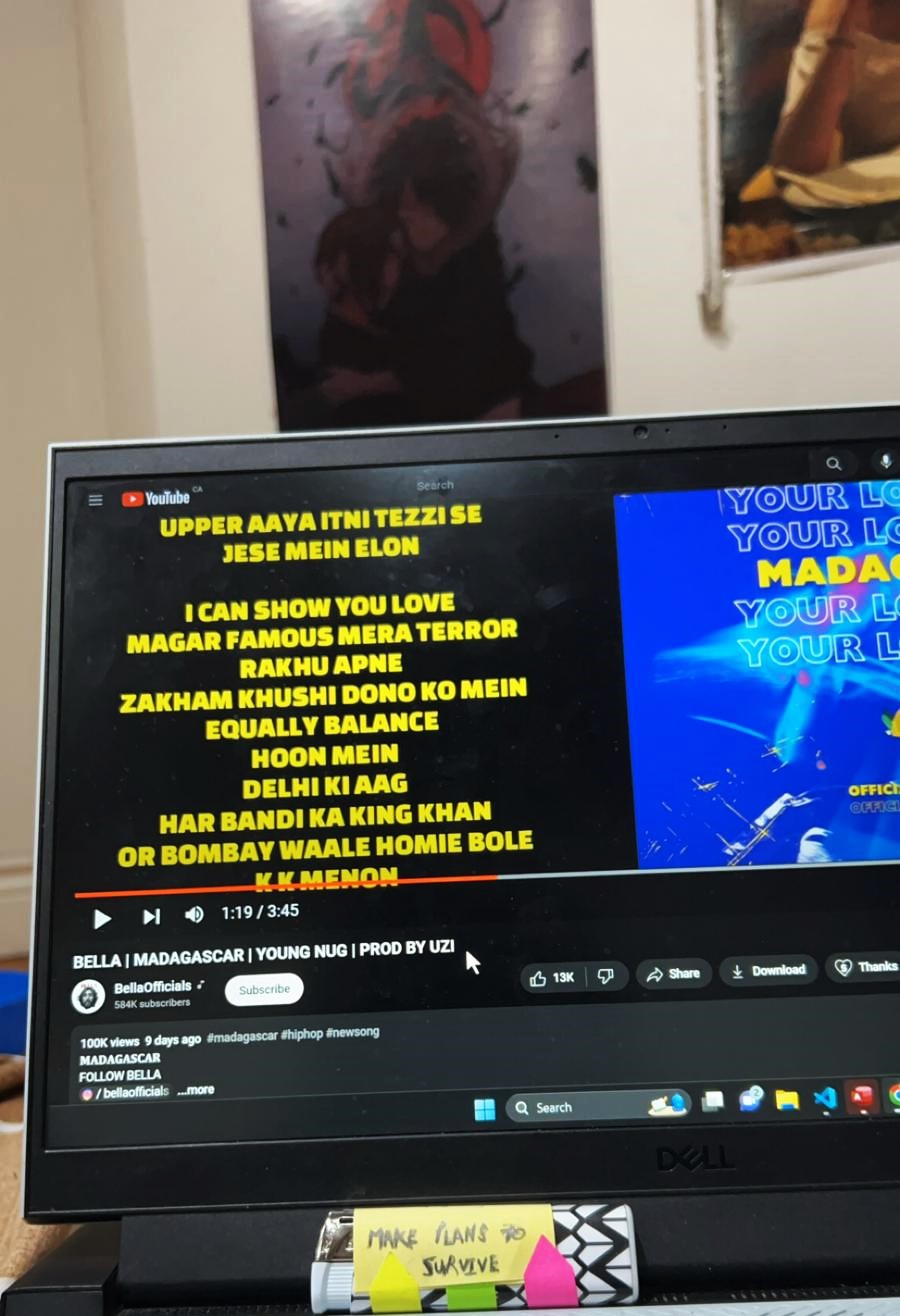 YouTube CA
Search
UPPER AAYA ITNI TEZZI SE
JESE MEIN ELON
I CAN SHOW YOU LOVE
MAGAR FAMOUS MERA TERROR
RAKHU APNE
ZAKHAM KHUSHI DONO KO MEIN
EQUALLY BALANCE
HOON MEIN
DELHI KI AAG
HAR BANDI KA KING KHAN
OR BOMBAY WAALE HOMIE BOLE
K K MENON
YOUR LO
YOUR LO
MADAG
YOUR LO
YOUR L
OFFICI
OFFICI
1:19 / 3:45
BELLA | MADAGASCAR | YOUNG NUG | PROD BY UZI
BellaOfficials
584K subscribers
Subscribe
13K
Share
Download
Thanks
100K views 9 days ago #madagascar #hiphop #newsong
MADAGASCAR
FOLLOW BELLA
/ bellaofficials ...more
Search
DELL
MAKE PLANS TO
SURVIVE